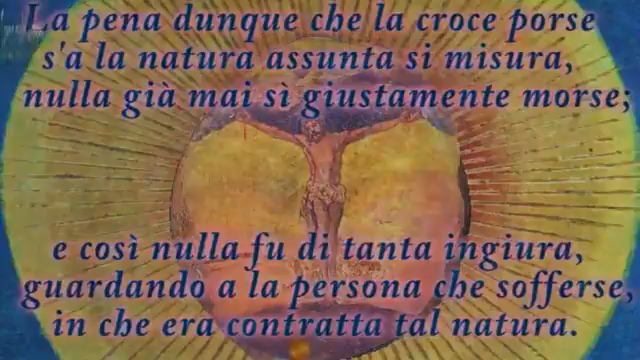 La pena dunque che la croce porse
s'a la natura assunta si misura,
nulla già mai sì giustamente morse;
e così nulla fu di tanta ingiura,
guardando a la persona che sofferse,
in che era contratta tal natura.